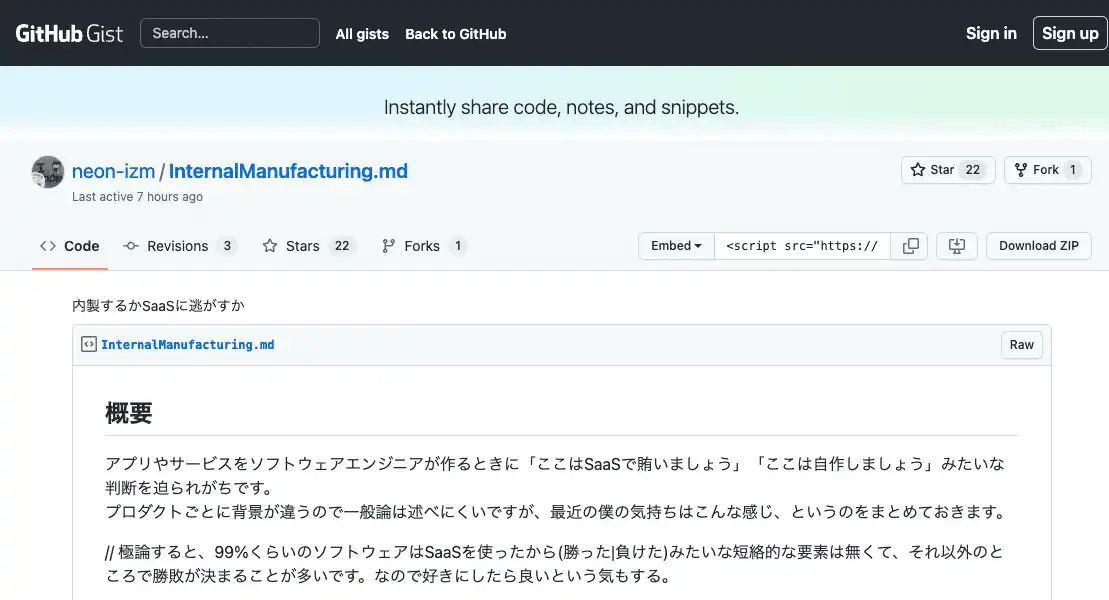 GitHub Gist Search... All gists Back to GitHub Sign in Sign up
Instantly share code, notes, and snippets.
neon-izm / InternalManufacturing.md
Star 22 Fork 1
Last active 7 hours ago
Code Revisions 3 Stars 22 Forks 1 Embed <script src="https:// Download ZIP
内製するかSaaSに逃がすか
InternalManufacturing.md Raw
概要
アプリやサービスをソフトウェアエンジニアが作るときに「ここはSaaSで賄いましょう」「ここは自作しましょう」みたいな
判断を迫られがちです。
プロダクトごとに背景が違うので一般論は述べにくいですが、最近の僕の気持ちはこんな感じ、というのをまとめておきます。
// 極論すると、99%くらいのソフトウェアはSaaSを使ったから(勝った|負けた)みたいな短絡的な要素は無くて、それ以外のと
ころで勝敗が決まることが多いです。なので好きにしたら良いという気もする。